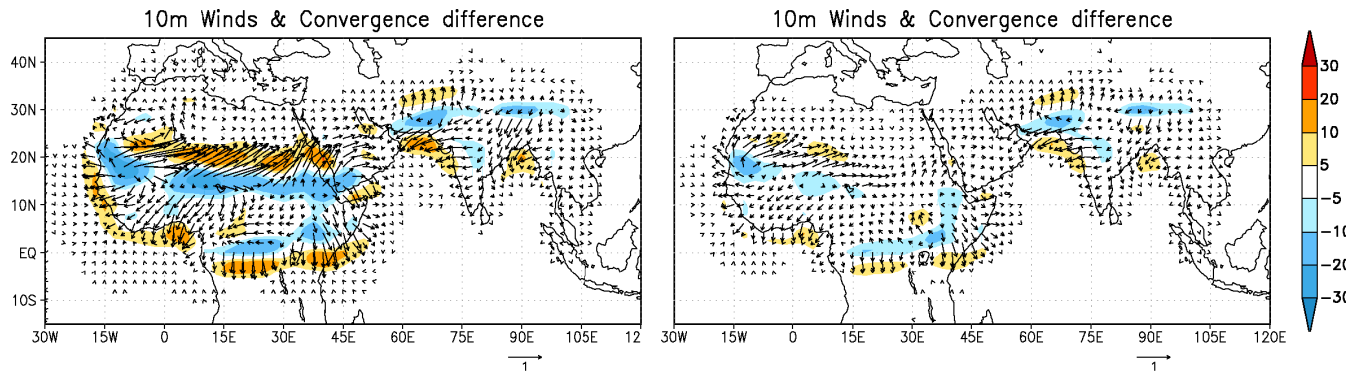 10m Winds & Convergence difference
10m Winds & Convergence difference
40N
30N
20N
10N
EQ
10S
30W 15W 0 15E 30E 45E 60E 75E 90E 105E 12
30W 15W 0 15E 30E 45E 60E 75E 90E 105E 120E
1
1
30
20
10
5
-5
-10
-20
-30